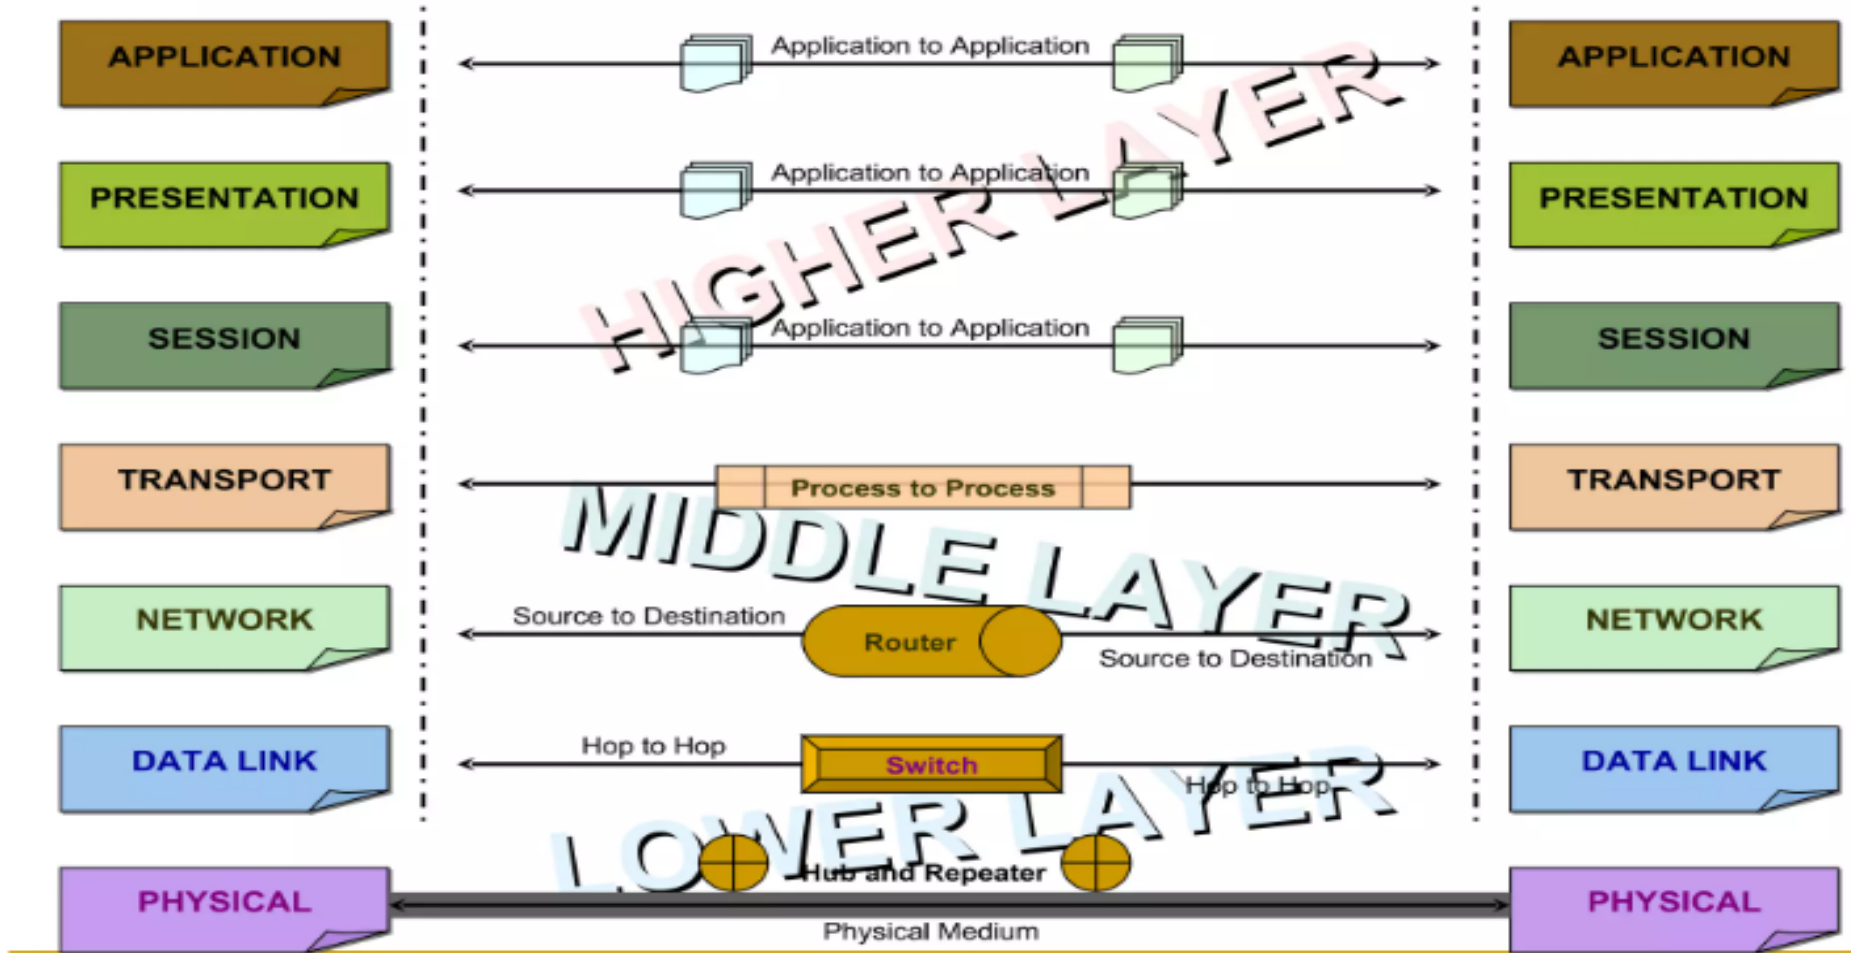 APPLICATION
Application to Application
APPLICATION
PRESENTATION
Application to Application
PRESENTATION
HIGHER LAYER
SESSION
Application to Application
SESSION
TRANSPORT
Process to Process
TRANSPORT
MIDDLE LAYER
NETWORK
Source to Destination
Router
Source to Destination
NETWORK
DATA LINK
Hop to Hop
Switch
Hop to Hop
DATA LINK
LOWER LAYER
Hub and Repeater
PHYSICAL
PHYSICAL
Physical Medium